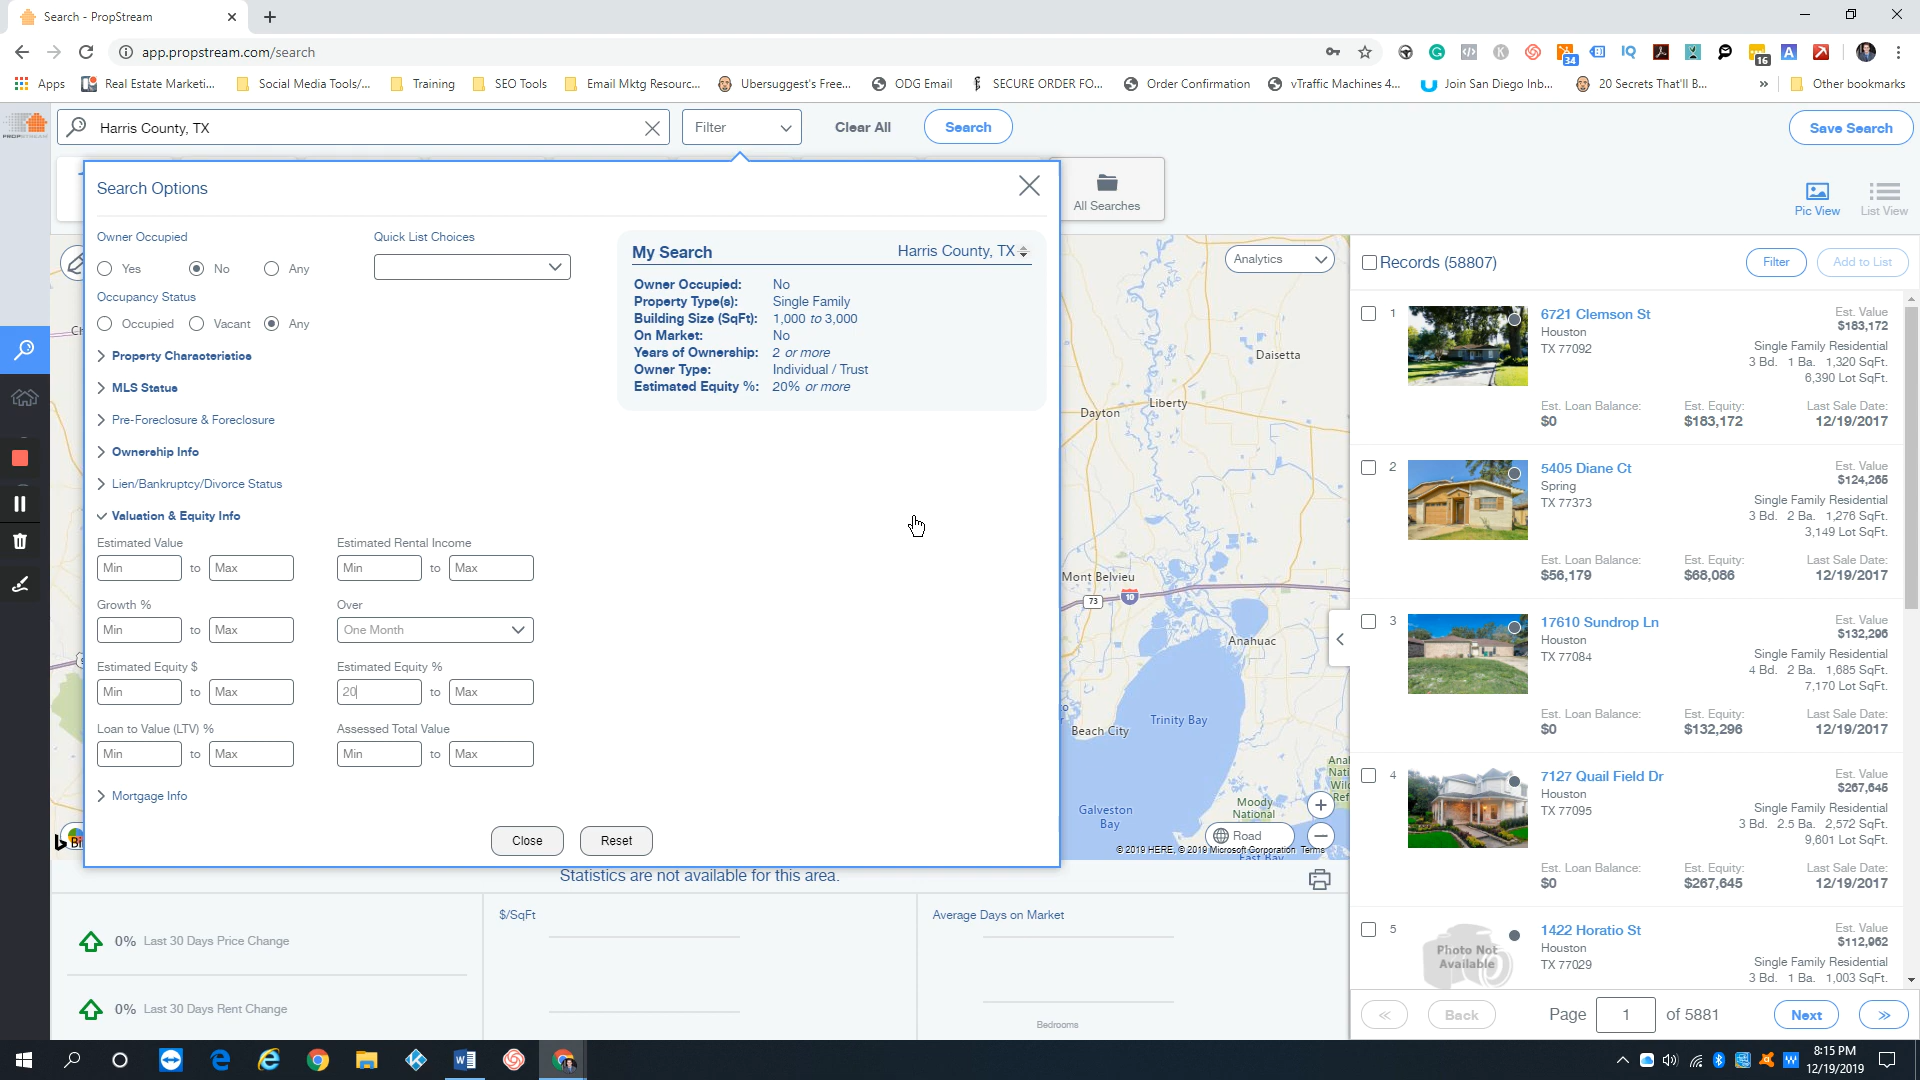 Search - PropStream
app.propstream.com/search
34
16
Apps
Real Estate Marketi...
Social Media Tools/...
Training
SEO Tools
Email Mktg Resourc...
Ubersuggest's Free...
ODG Email
SECURE ORDER FO...
Order Confirmation
vTraffic Machines 4...
Join San Diego Inb...
20 Secrets That'll B...
Other bookmarks
PROPSTREAM
Harris County, TX
Filter
Clear All
Search
Save Search
All Searches
Pic View
List View
Search Options
Owner Occupied
Yes
No
Any
Occupancy Status
Occupied
Vacant
Any
Quick List Choices
Property Characteristics
MLS Status
Pre-Foreclosure & Foreclosure
Ownership Info
Lien/Bankruptcy/Divorce Status
Valuation & Equity Info
Estimated Value
Min to Max
Estimated Rental Income
Min to Max
Growth %
Min to Max
Over
One Month
Estimated Equity $
Min to Max
Estimated Equity %
20 to Max
Loan to Value (LTV) %
Min to Max
Assessed Total Value
Min to Max
Mortgage Info
Close
Reset
My Search
Harris County, TX
Owner Occupied: No
Property Type(s): Single Family
Building Size (SqFt): 1,000 to 3,000
On Market: No
Years of Ownership: 2 or more
Owner Type: Individual / Trust
Estimated Equity %: 20% or more
Analytics
Daisetta
Liberty
Dayton
Mont Belvieu
73
10
Anahuac
Trinity Bay
Beach City
Galveston
Bay
Moody
National
Road
© 2019 HERE, © 2019 Microsoft Corporation Terms
East Bay
Records (58807)
Filter
Add to List
1
6721 Clemson St
Houston
TX 77092
Est. Value
$183,172
Single Family Residential
3 Bd. 1 Ba. 1,320 SqFt.
6,390 Lot SqFt.
Est. Loan Balance: Est. Equity: Last Sale Date:
$0 $183,172 12/19/2017
2
5405 Diane Ct
Spring
TX 77373
Est. Value
$124,265
Single Family Residential
3 Bd. 2 Ba. 1,276 SqFt.
3,149 Lot SqFt.
Est. Loan Balance: Est. Equity: Last Sale Date:
$56,179 $68,086 12/19/2017
3
17610 Sundrop Ln
Houston
TX 77084
Est. Value
$132,296
Single Family Residential
4 Bd. 2 Ba. 1,685 SqFt.
7,170 Lot SqFt.
Est. Loan Balance: Est. Equity: Last Sale Date:
$0 $132,296 12/19/2017
4
7127 Quail Field Dr
Houston
TX 77095
Est. Value
$267,645
Single Family Residential
3 Bd. 2.5 Ba. 2,572 SqFt.
9,601 Lot SqFt.
Est. Loan Balance: Est. Equity: Last Sale Date:
$0 $267,645 12/19/2017
5
Photo Not
Available
1422 Horatio St
Houston
TX 77029
Est. Value
$112,962
Single Family Residential
3 Bd. 1 Ba. 1,003 SqFt.
Back
Page 1 of 5881
Next
Statistics are not available for this area.
0% Last 30 Days Price Change
0% Last 30 Days Rent Change
$/SqFt
Average Days on Market
Bedrooms
8:15 PM
12/19/2019